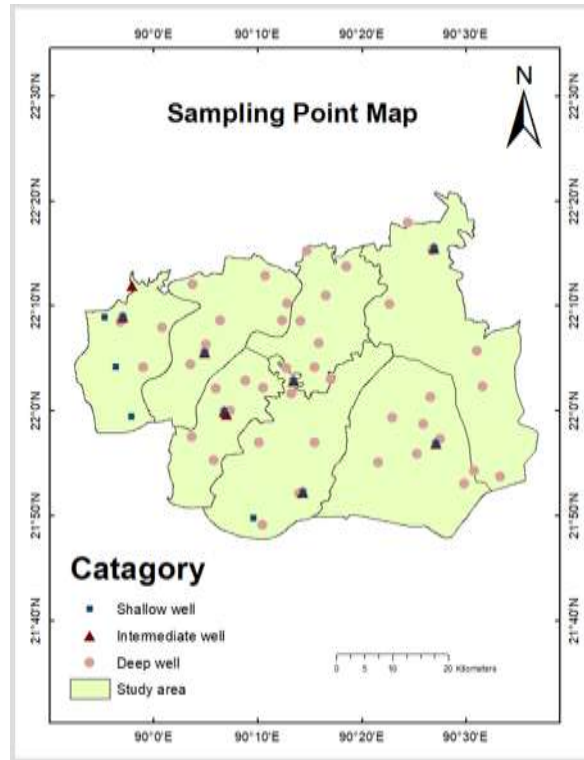 90°0'E 90°10'E 90°20'E 90°30'E
22°30'N 22°30'N
N
Sampling Point Map
22°20'N 22°20'N
22°10'N 22°10'N
22°0'N 22°0'N
21°50'N 21°50'N
Catagory
Shallow well
21°40'N 21°40'N
Intermediate well
Deep well
0 5 10 20 Kilometers
Study area
90°0'E 90°10'E 90°20'E 90°30'E